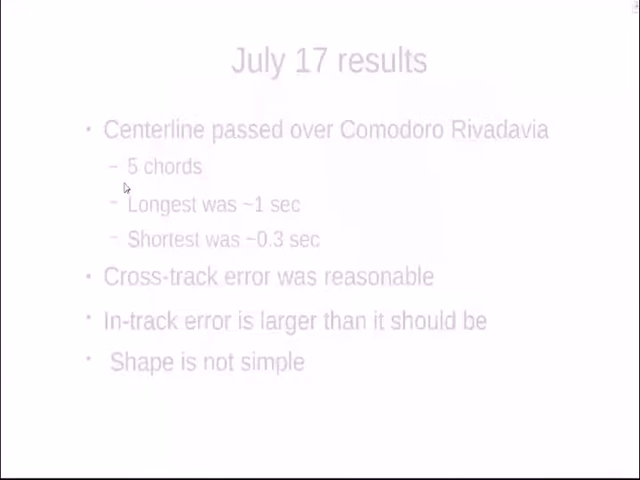 July 17 results
• Centerline passed over Comodoro Rivadavia
– 5 chords
– Longest was ~1 sec
– Shortest was ~0.3 sec
• Cross-track error was reasonable
• In-track error is larger than it should be
• Shape is not simple